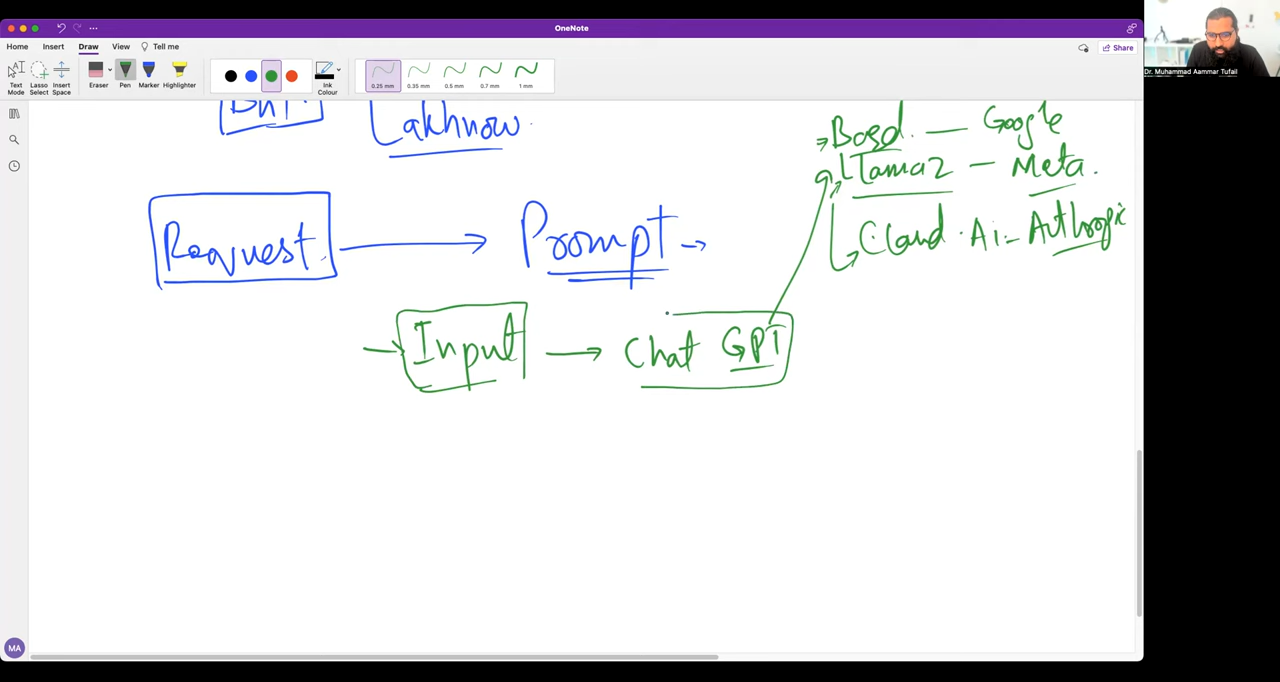 OneNote
Home Insert Draw View Tell me
Share
Text Mode
Lasso Select
Insert Space
Eraser
Pen
Marker
Highlighter
Ink Colour
0.25 mm 0.35 mm 0.5 mm 0.7 mm 1 mm
Dr. Muhammad Aammar Tufail
Lakhnow.
Board. — Google
LLama2 — Meta.
Claud Ai - Authropic
Request → Prompt →
Input → Chat GPT
MA